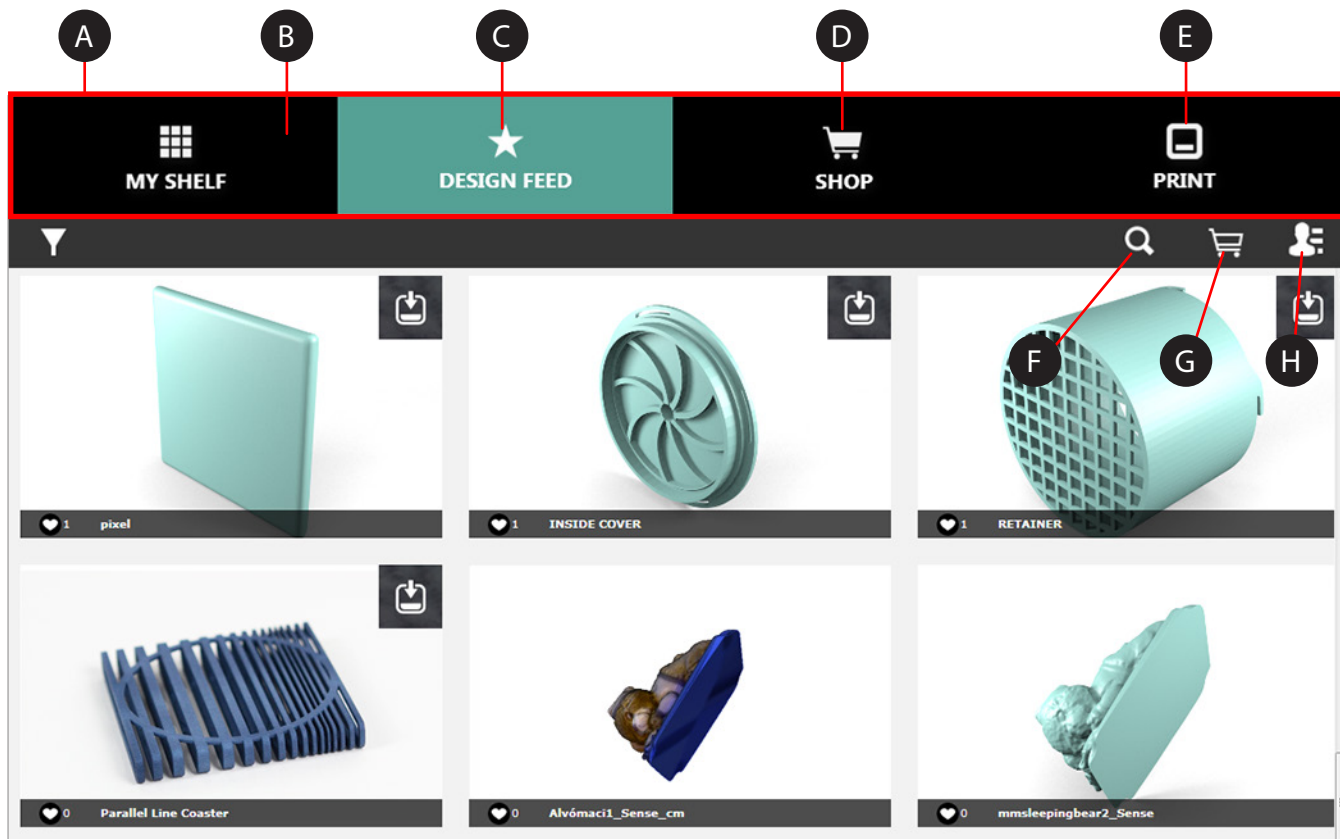 A B C D E
MY SHELF DESIGN FEED SHOP PRINT
F G H
1 pixel
1 INSIDE COVER
1 RETAINER
0 Parallel Line Coaster
0 Alvómaci1_Sense_cm
0 mmsleepingbear2_Sense